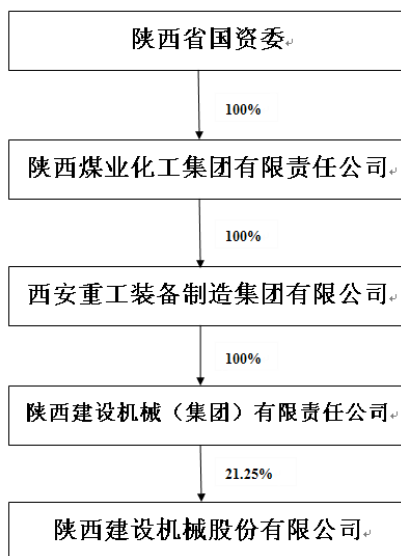 陕西省国资委
100%
陕西煤业化工集团有限责任公司
100%
西安重工装备制造集团有限公司
100%
陕西建设机械（集团）有限责任公司
21.25%
陕西建设机械股份有限公司